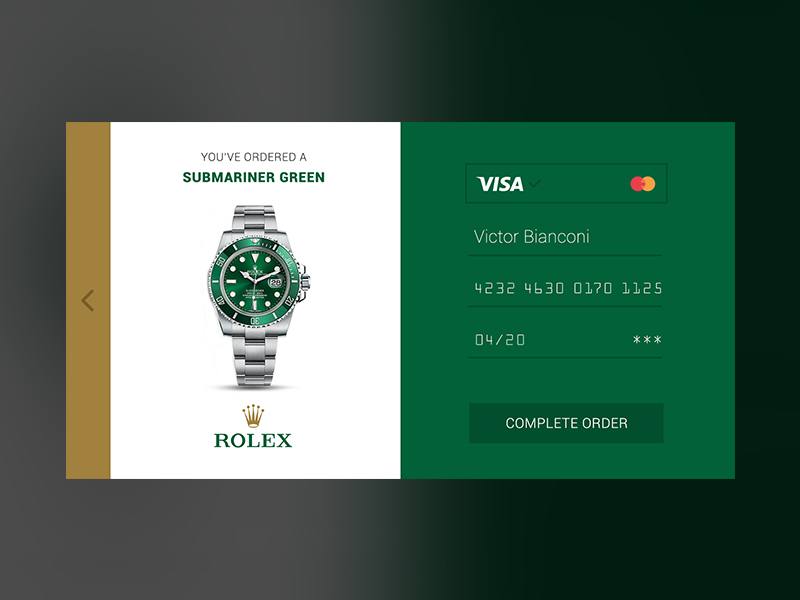 YOU'VE ORDERED A
SUBMARINER GREEN
ROLEX
VISA
Victor Bianconi
4232 4630 0170 1125
04/20 ***
COMPLETE ORDER